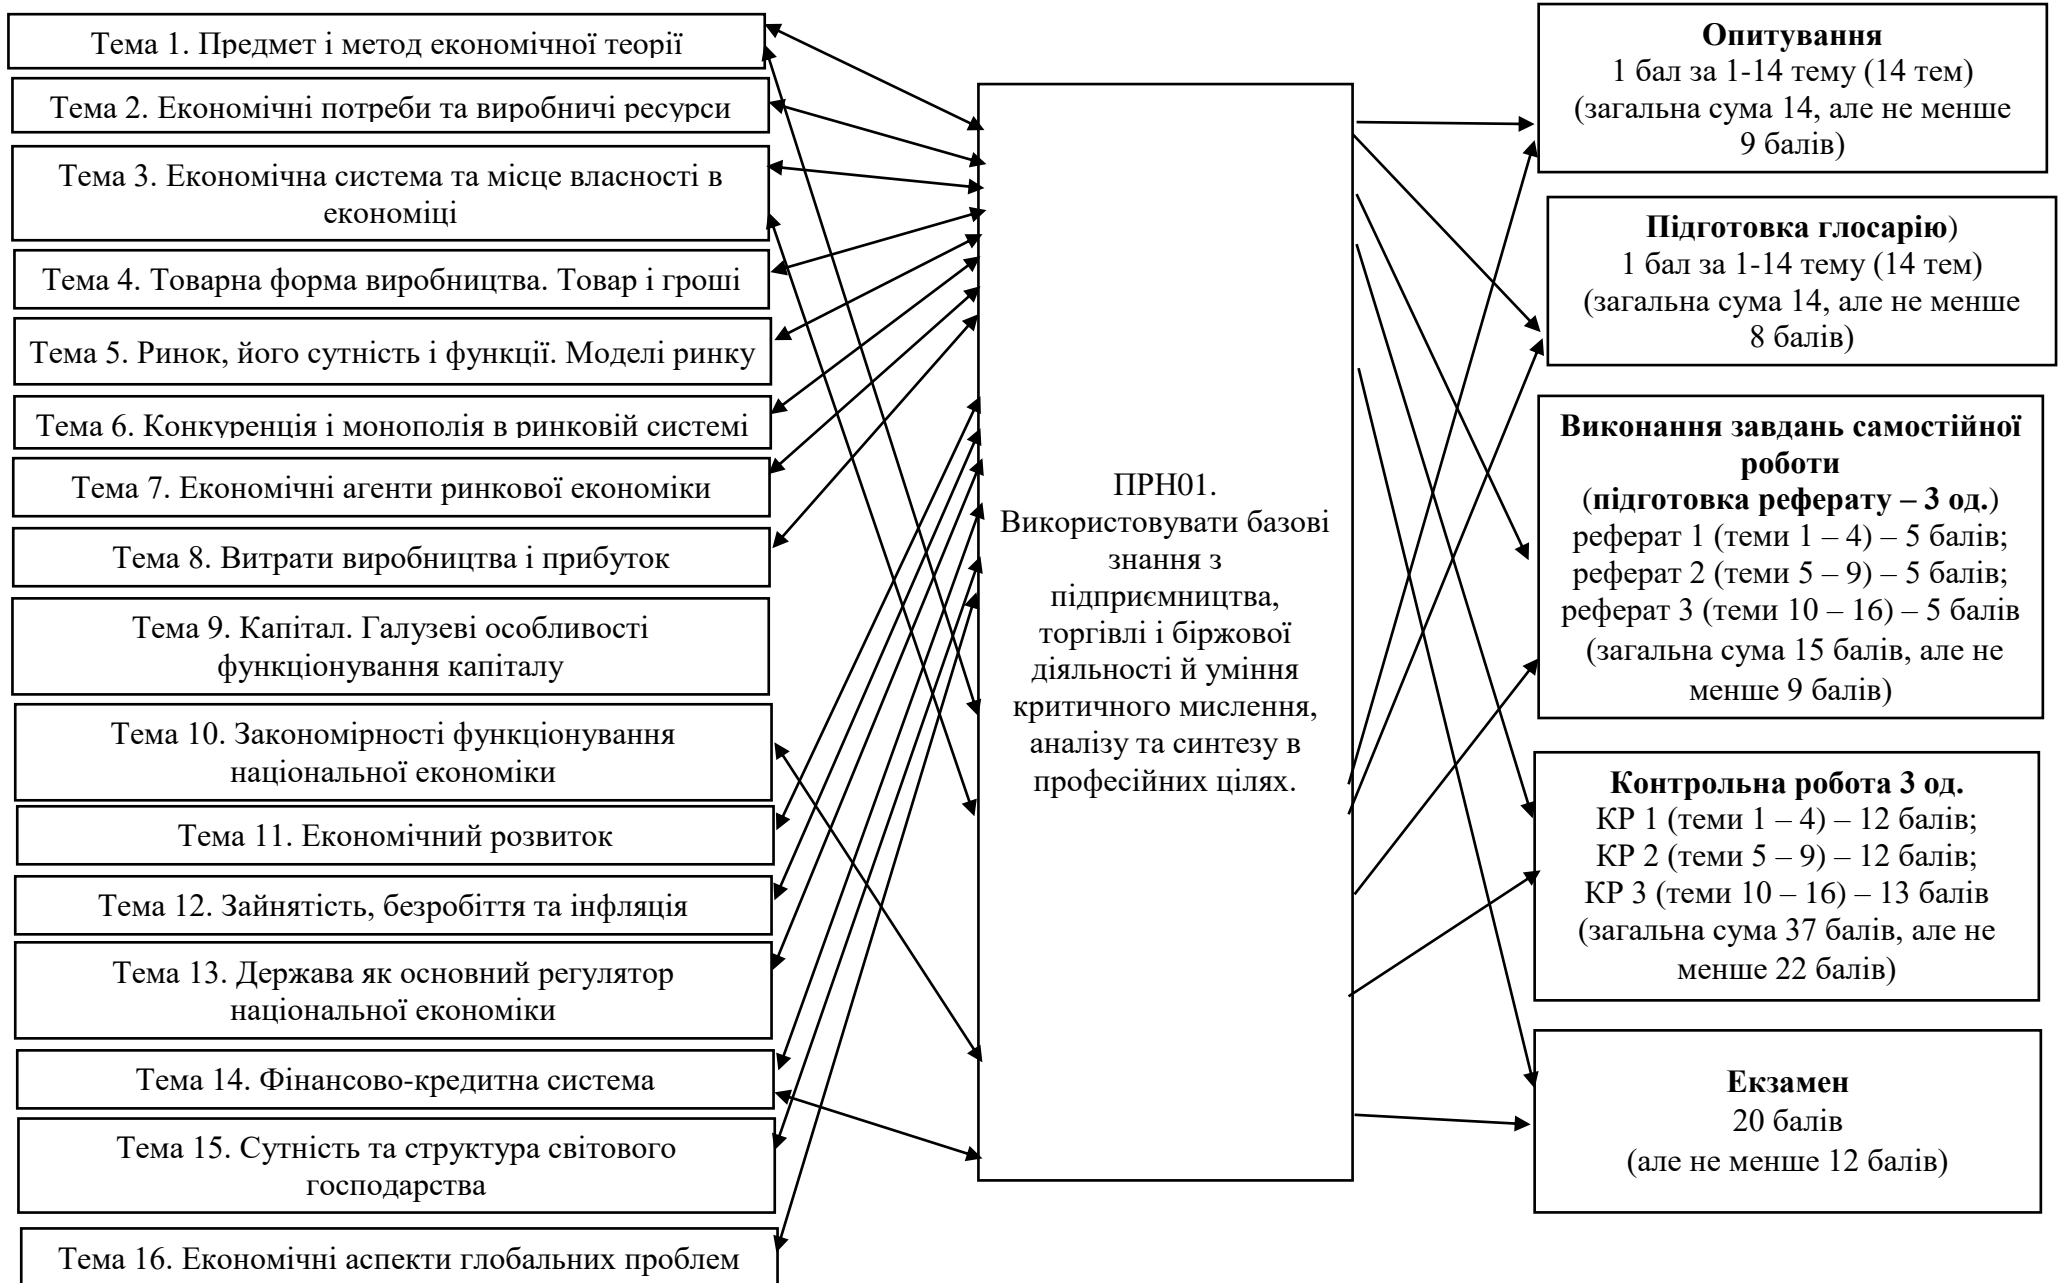 Тема 1. Предмет і метод економічної теорії
Тема 2. Економічні потреби та виробничі ресурси
Тема 3. Економічна система та місце власності в
економіці
Тема 4. Товарна форма виробництва. Товар і гроші
Тема 5. Ринок, його сутність і функції. Моделі ринку
Тема 6. Конкуренція і монополія в ринковій системі
Тема 7. Економічні агенти ринкової економіки
Тема 8. Витрати виробництва і прибуток
Тема 9. Капітал. Галузеві особливості
функціонування капіталу
Тема 10. Закономірності функціонування
національної економіки
Тема 11. Економічний розвиток
Тема 12. Зайнятість, безробіття та інфляція
Тема 13. Держава як основний регулятор
національної економіки
Тема 14. Фінансово-кредитна система
Тема 15. Сутність та структура світового
господарства
Тема 16. Економічні аспекти глобальних проблем
ПРН01.
Використовувати базові
знання з
підприємництва,
торгівлі і біржової
діяльності й уміння
критичного мислення,
аналізу та синтезу в
професійних цілях.
Опитування
1 бал за 1-14 тему (14 тем)
(загальна сума 14, але не менше
9 балів)
Підготовка глосарію)
1 бал за 1-14 тему (14 тем)
(загальна сума 14, але не менше
8 балів)
Виконання завдань самостійної
роботи
(підготовка реферату – 3 од.)
реферат 1 (теми 1 – 4) – 5 балів;
реферат 2 (теми 5 – 9) – 5 балів;
реферат 3 (теми 10 – 16) – 5 балів
(загальна сума 15 балів, але не
менше 9 балів)
Контрольна робота 3 од.
КР 1 (теми 1 – 4) – 12 балів;
КР 2 (теми 5 – 9) – 12 балів;
КР 3 (теми 10 – 16) – 13 балів
(загальна сума 37 балів, але не
менше 22 балів)
Екзамен
20 балів
(але не менше 12 балів)